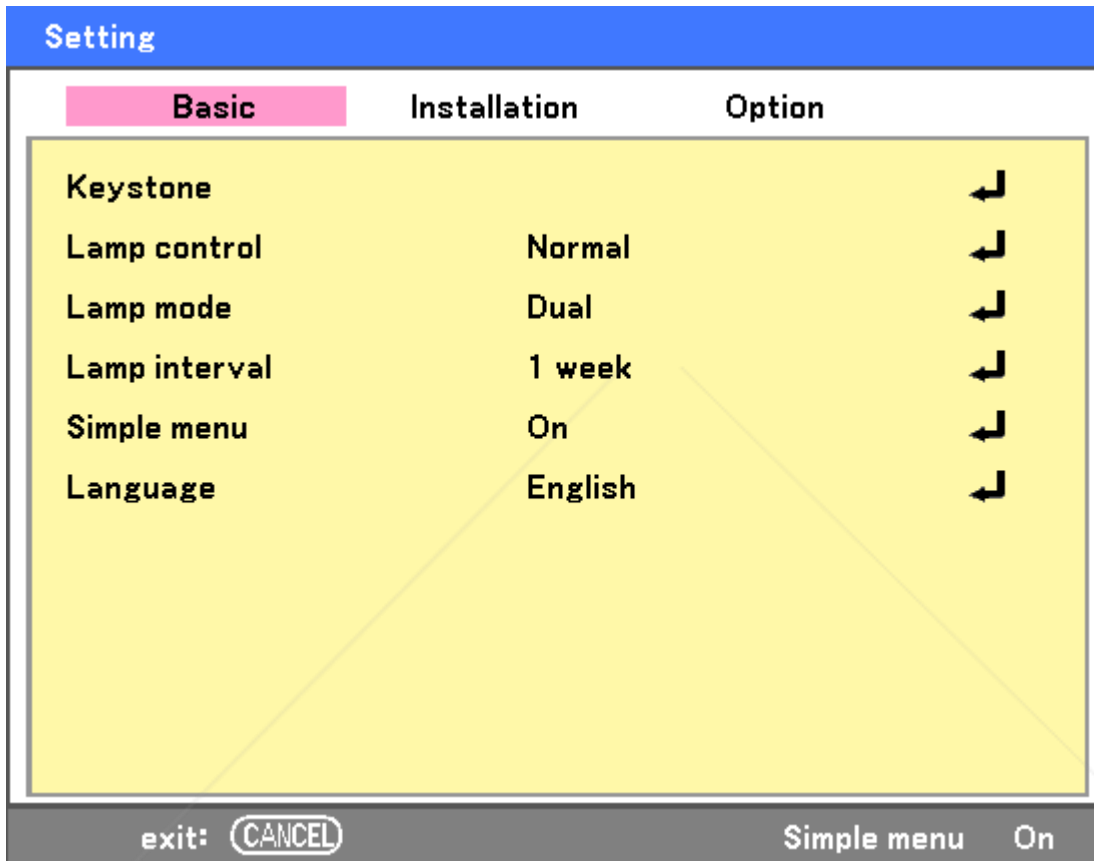 Setting
Basic Installation Option
Keystone
Lamp control Normal
Lamp mode Dual
Lamp interval 1 week
Simple menu On
Language English
exit: CANCEL Simple menu On